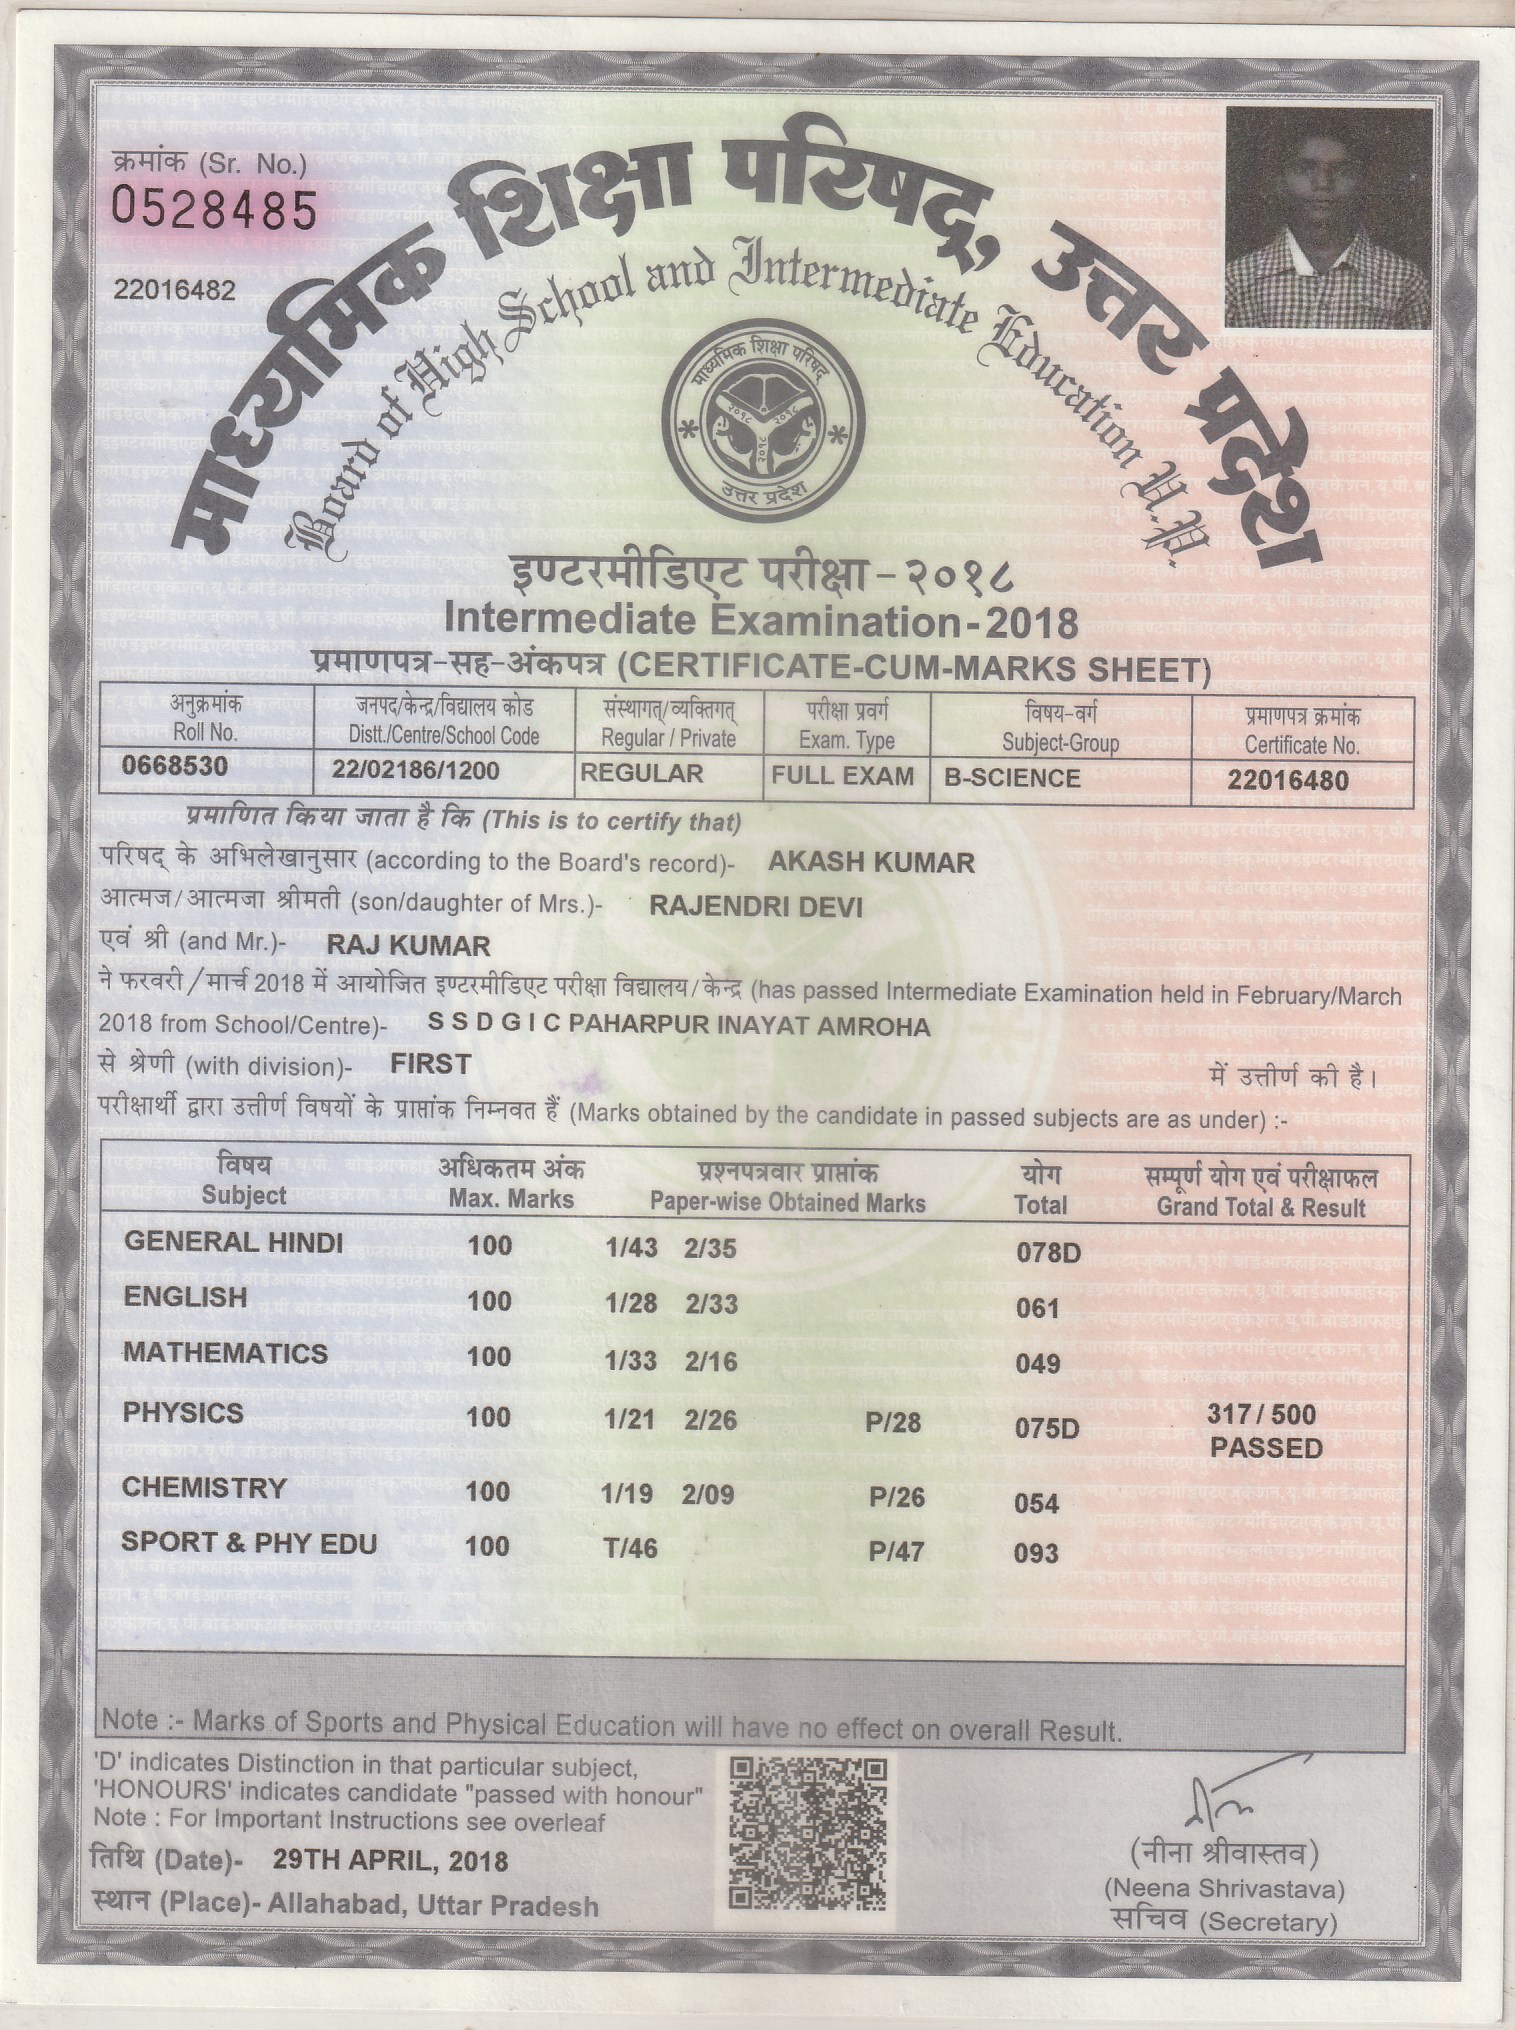 क्रमांक (Sr. No.)
0528485
22016482
माध्यमिक शिक्षा परिषद्, उत्तर प्रदेश
Board of High School and Intermediate Education U.P.
माध्यमिक शिक्षा परिषद्
२०१८ २०१८
२०१८
उत्तर प्रदेश
इण्टरमीडिएट परीक्षा - २०१८
Intermediate Examination - 2018
प्रमाणपत्र-सह-अंकपत्र (CERTIFICATE-CUM-MARKS SHEET)
अनुक्रमांक जनपद/केन्द्र/विद्यालय कोड संस्थागत्/व्यक्तिगत् परीक्षा प्रवर्ग विषय-वर्ग प्रमाणपत्र क्रमांक
Roll No. Distt./Centre/School Code Regular / Private Exam. Type Subject-Group Certificate No.
0668530 22/02186/1200 REGULAR FULL EXAM B-SCIENCE 22016480
प्रमाणित किया जाता है कि (This is to certify that)
परिषद् के अभिलेखानुसार (according to the Board's record)- AKASH KUMAR
आत्मज/आत्मजा श्रीमती (son/daughter of Mrs.)- RAJENDRI DEVI
एवं श्री (and Mr.)- RAJ KUMAR
ने फरवरी/मार्च 2018 में आयोजित इण्टरमीडिएट परीक्षा विद्यालय/केन्द्र (has passed Intermediate Examination held in February/March
2018 from School/Centre)- S S D G I C PAHARPUR INAYAT AMROHA
से श्रेणी (with division)- FIRST में उत्तीर्ण की है।
परीक्षार्थी द्वारा उत्तीर्ण विषयों के प्राप्तांक निम्नवत हैं (Marks obtained by the candidate in passed subjects are as under) :-
विषय अधिकतम अंक प्रश्नपत्रवार प्राप्तांक योग सम्पूर्ण योग एवं परीक्षाफल
Subject Max. Marks Paper-wise Obtained Marks Total Grand Total & Result
GENERAL HINDI 100 1/43 2/35 078D
ENGLISH 100 1/28 2/33 061
MATHEMATICS 100 1/33 2/16 049
PHYSICS 100 1/21 2/26 P/28 075D 317 / 500
PASSED
CHEMISTRY 100 1/19 2/09 P/26 054
SPORT & PHY EDU 100 T/46 P/47 093
Note :- Marks of Sports and Physical Education will have no effect on overall Result.
'D' indicates Distinction in that particular subject,
'HONOURS' indicates candidate "passed with honour"
Note : For Important Instructions see overleaf
तिथि (Date)- 29TH APRIL, 2018
स्थान (Place)- Allahabad, Uttar Pradesh
(नीना श्रीवास्तव)
(Neena Shrivastava)
सचिव (Secretary)